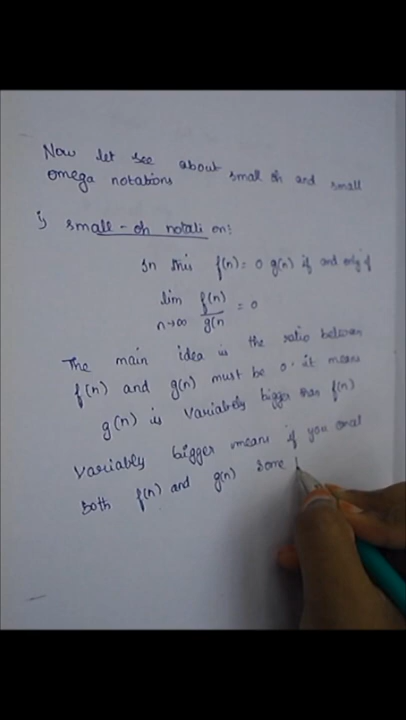 Now let see about small oh and small
omega notations
i) small-oh notation:
In this f(n) = o g(n) if and only if
lim f(n)/g(n = 0
n→∞
The main idea is the ratio between
f(n) and g(n) must be 0. it means
g(n) is variably bigger than f(n)
variably bigger means if you
both f(n) and g(n) some